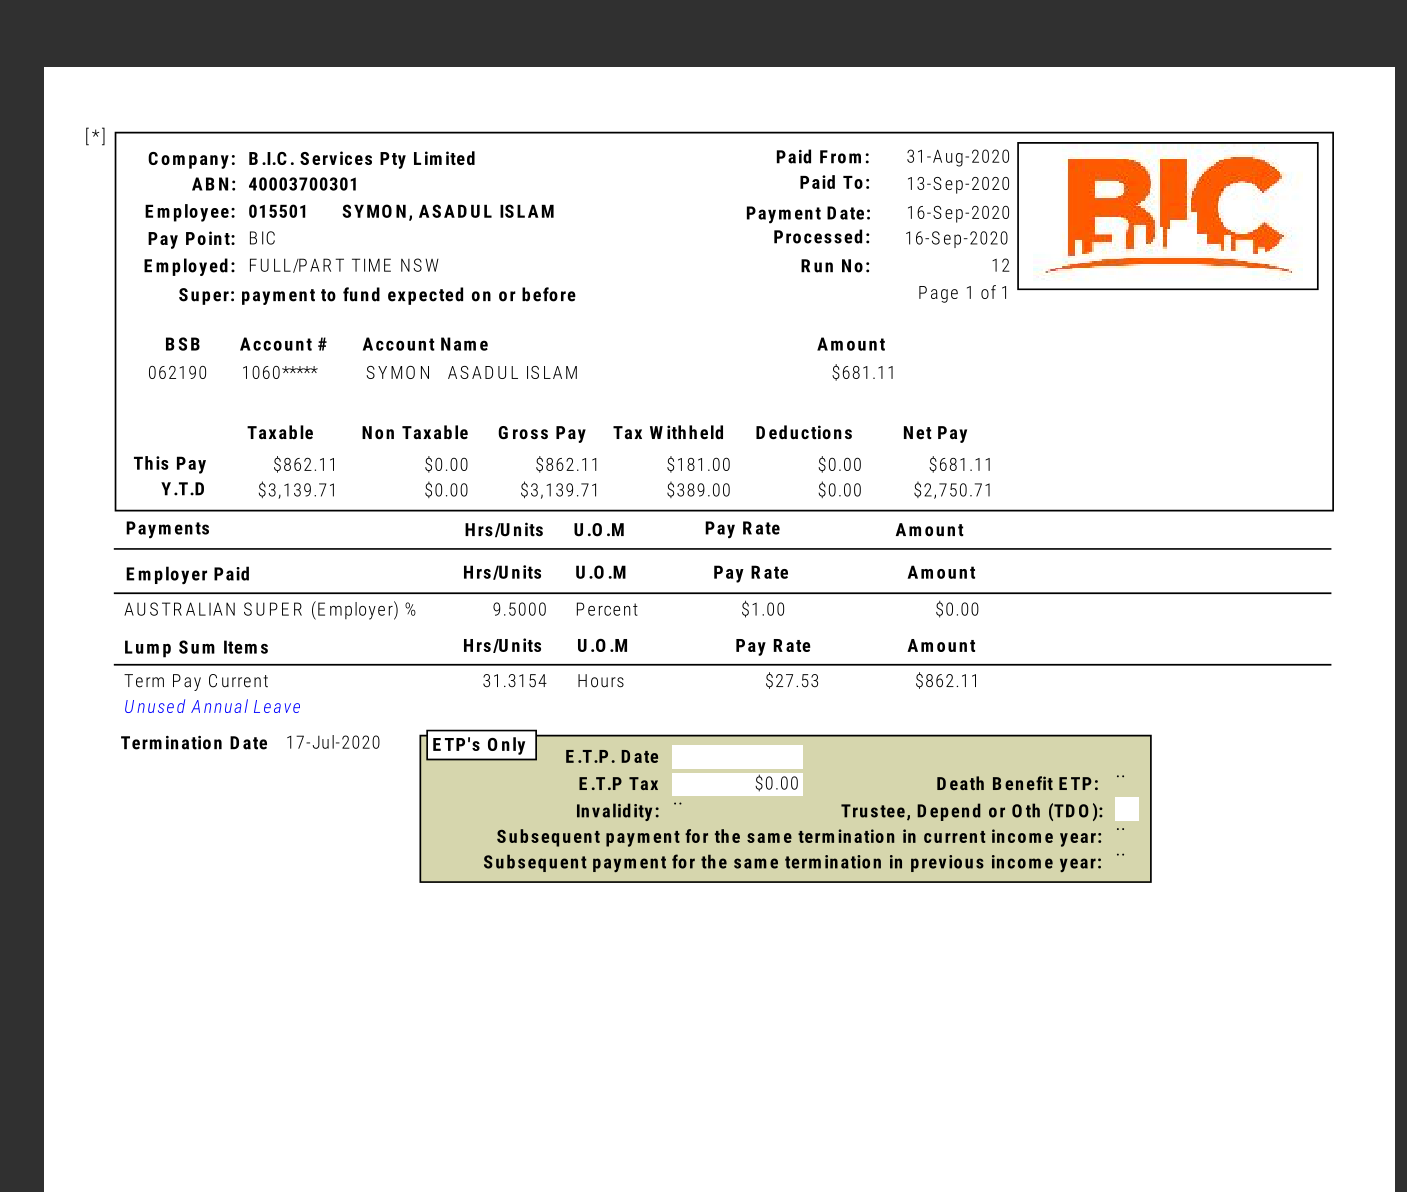 [*]
Company: B.I.C. Services Pty Limited Paid From: 31-Aug-2020
BIC
ABN: 40003700301 Paid To: 13-Sep-2020
Employee: 015501 SYMON, ASADUL ISLAM Payment Date: 16-Sep-2020
Pay Point: BIC Processed: 16-Sep-2020
Employed: FULL/PART TIME NSW Run No: 12
Super: payment to fund expected on or before Page 1 of 1
BSB Account # Account Name Amount
062190 1060***** SYMON ASADUL ISLAM $681.11
Taxable Non Taxable Gross Pay Tax Withheld Deductions Net Pay
This Pay $862.11 $0.00 $862.11 $181.00 $0.00 $681.11
Y.T.D $3,139.71 $0.00 $3,139.71 $389.00 $0.00 $2,750.71
Payments Hrs/Units U.O.M Pay Rate Amount
Employer Paid Hrs/Units U.O.M Pay Rate Amount
AUSTRALIAN SUPER (Employer) % 9.5000 Percent $1.00 $0.00
Lump Sum Items Hrs/Units U.O.M Pay Rate Amount
Term Pay Current 31.3154 Hours $27.53 $862.11
Unused Annual Leave
Termination Date 17-Jul-2020
ETP's Only
E.T.P. Date
E.T.P Tax $0.00 Death Benefit ETP: ..
Invalidity: .. Trustee, Depend or Oth (TDO):
Subsequent payment for the same termination in current income year: ..
Subsequent payment for the same termination in previous income year: ..